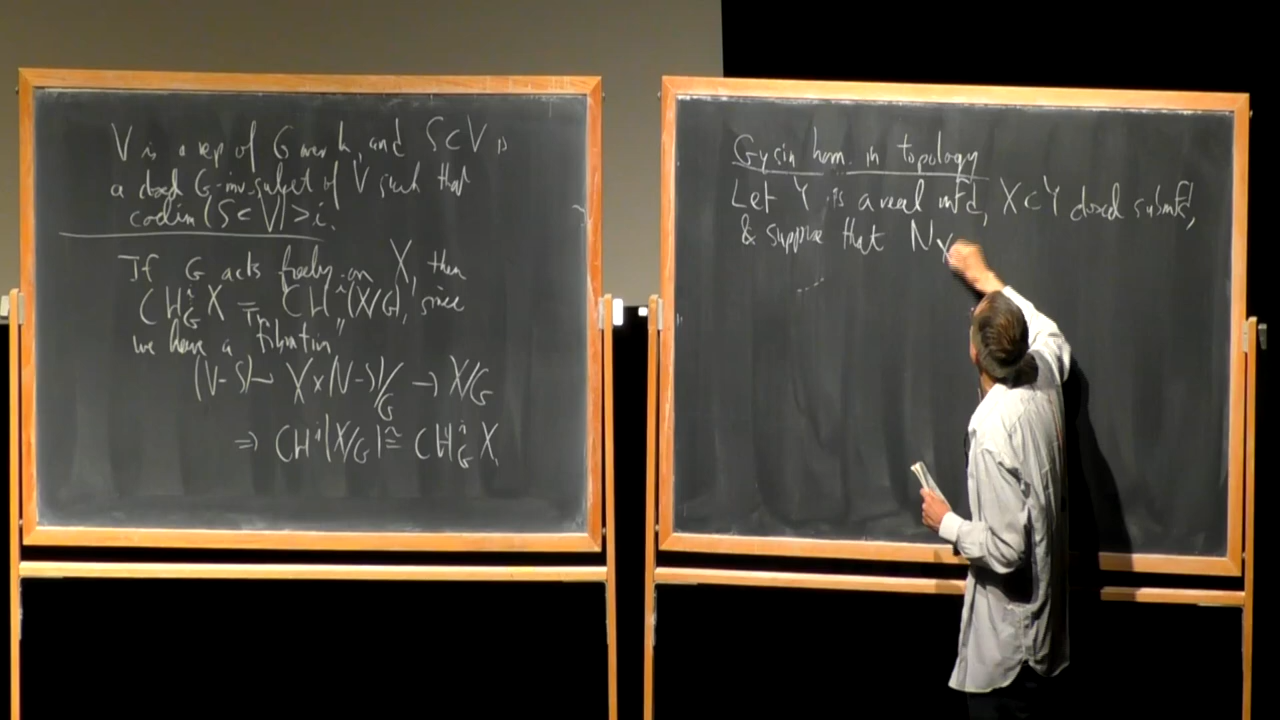 V is a rep of G over k, and S ⊂ V is
a closed G-inv subset of V such that
codim (S ⊂ V) > i.
If G acts freely on X, then
CH^i_G X = CH^i (X/G), since
we have a "fibration"
(V-S) → X × (V-S)/G → X/G
⇒ CH^i (X/G) ≅ CH^i_G X.
Gysin hom. in topology
Let Y is a real mfd, X ⊂ Y closed submfd,
& suppose that N_X